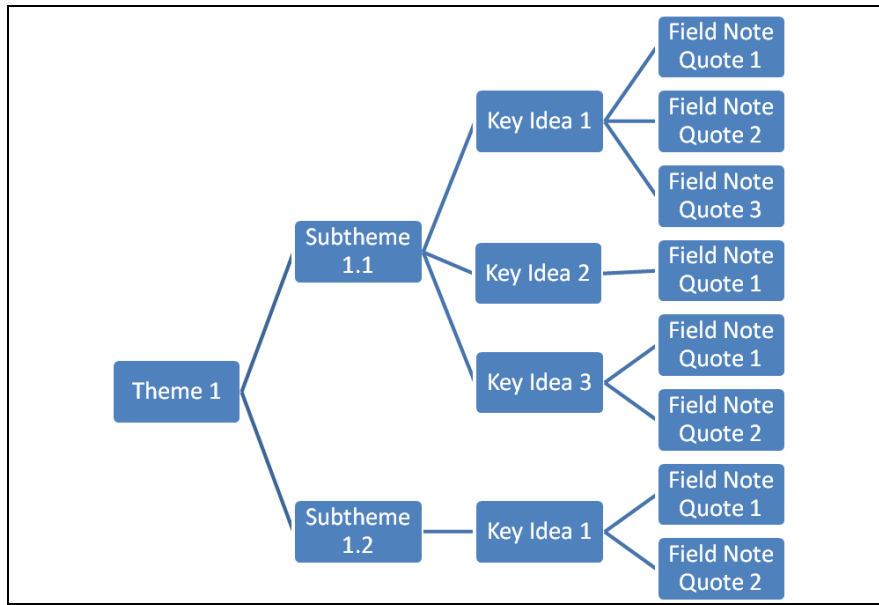 Theme 1
Subtheme
1.1
Key Idea 1
Field Note
Quote 1
Field Note
Quote 2
Field Note
Quote 3
Key Idea 2
Field Note
Quote 1
Key Idea 3
Field Note
Quote 1
Field Note
Quote 2
Subtheme
1.2
Key Idea 1
Field Note
Quote 1
Field Note
Quote 2